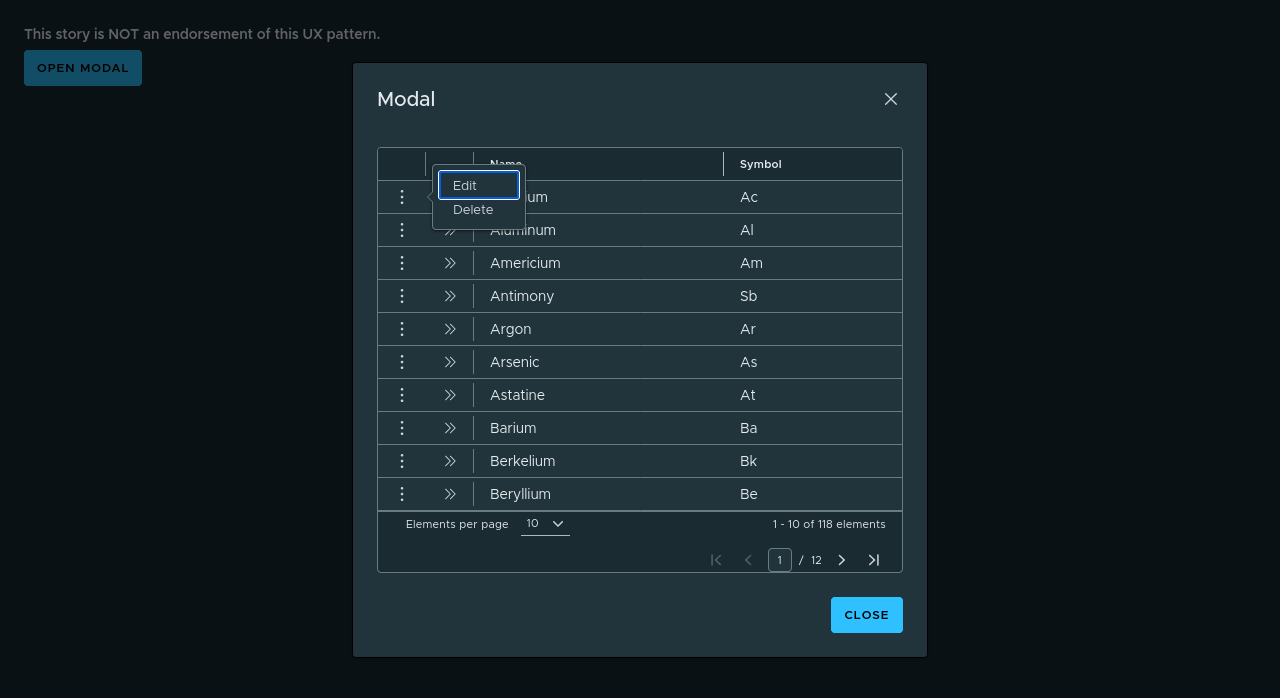 This story is NOT an endorsement of this UX pattern.
OPEN MODAL
Modal
Name Symbol
Edit
Delete
Ac
Aluminum Al
Americium Am
Antimony Sb
Argon Ar
Arsenic As
Astatine At
Barium Ba
Berkelium Bk
Beryllium Be
Elements per page 10 1 - 10 of 118 elements
1 / 12
CLOSE